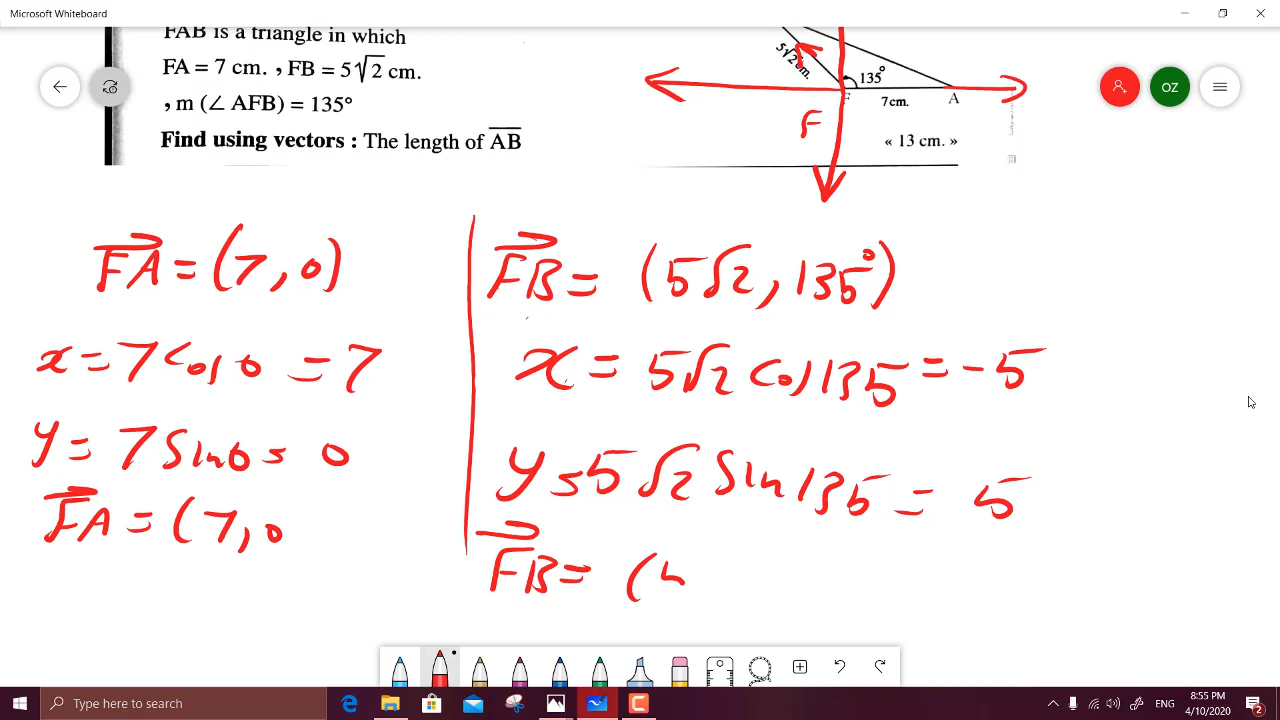 Microsoft Whiteboard
FAB is a triangle in which
FA = 7 cm. , FB = 5√2 cm.
, m (∠ AFB) = 135°
Find using vectors : The length of AB
5√2 cm.
135°
F
7cm.
A
F
« 13 cm. »
OZ
FA = (7, 0)
x = 7 cos 0 = 7
y = 7 sin 0 = 0
FA = (7, 0
FB = (5√2, 135°)
x = 5√2 cos 135 = -5
y = 5√2 sin 135 = 5
FB = (
Type here to search
ENG
8:55 PM
4/10/2020
2